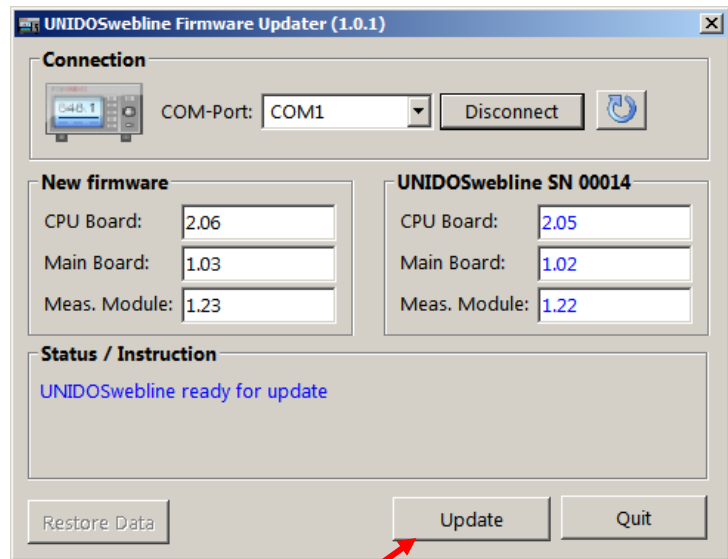 UNIDOSwebline Firmware Updater (1.0.1)
Connection
COM-Port: COM1 Disconnect
New firmware
CPU Board: 2.06
Main Board: 1.03
Meas. Module: 1.23
UNIDOSwebline SN 00014
CPU Board: 2.05
Main Board: 1.02
Meas. Module: 1.22
Status / Instruction
UNIDOSwebline ready for update
Restore Data Update Quit